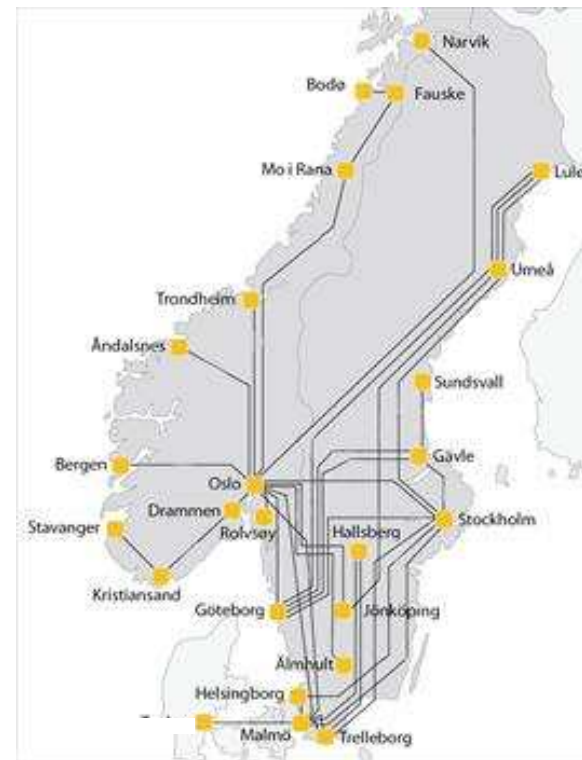 Narvik
Bodø
Fauske
Mo i Rana
Lule
Umeå
Trondheim
Åndalsnes
Sundsvall
Gävle
Bergen
Oslo
Drammen
Rolvsøy
Stavanger
Stockholm
Hallsberg
Kristiansand
Göteborg
Jönköping
Älmhult
Helsingborg
Malmö
Trelleborg